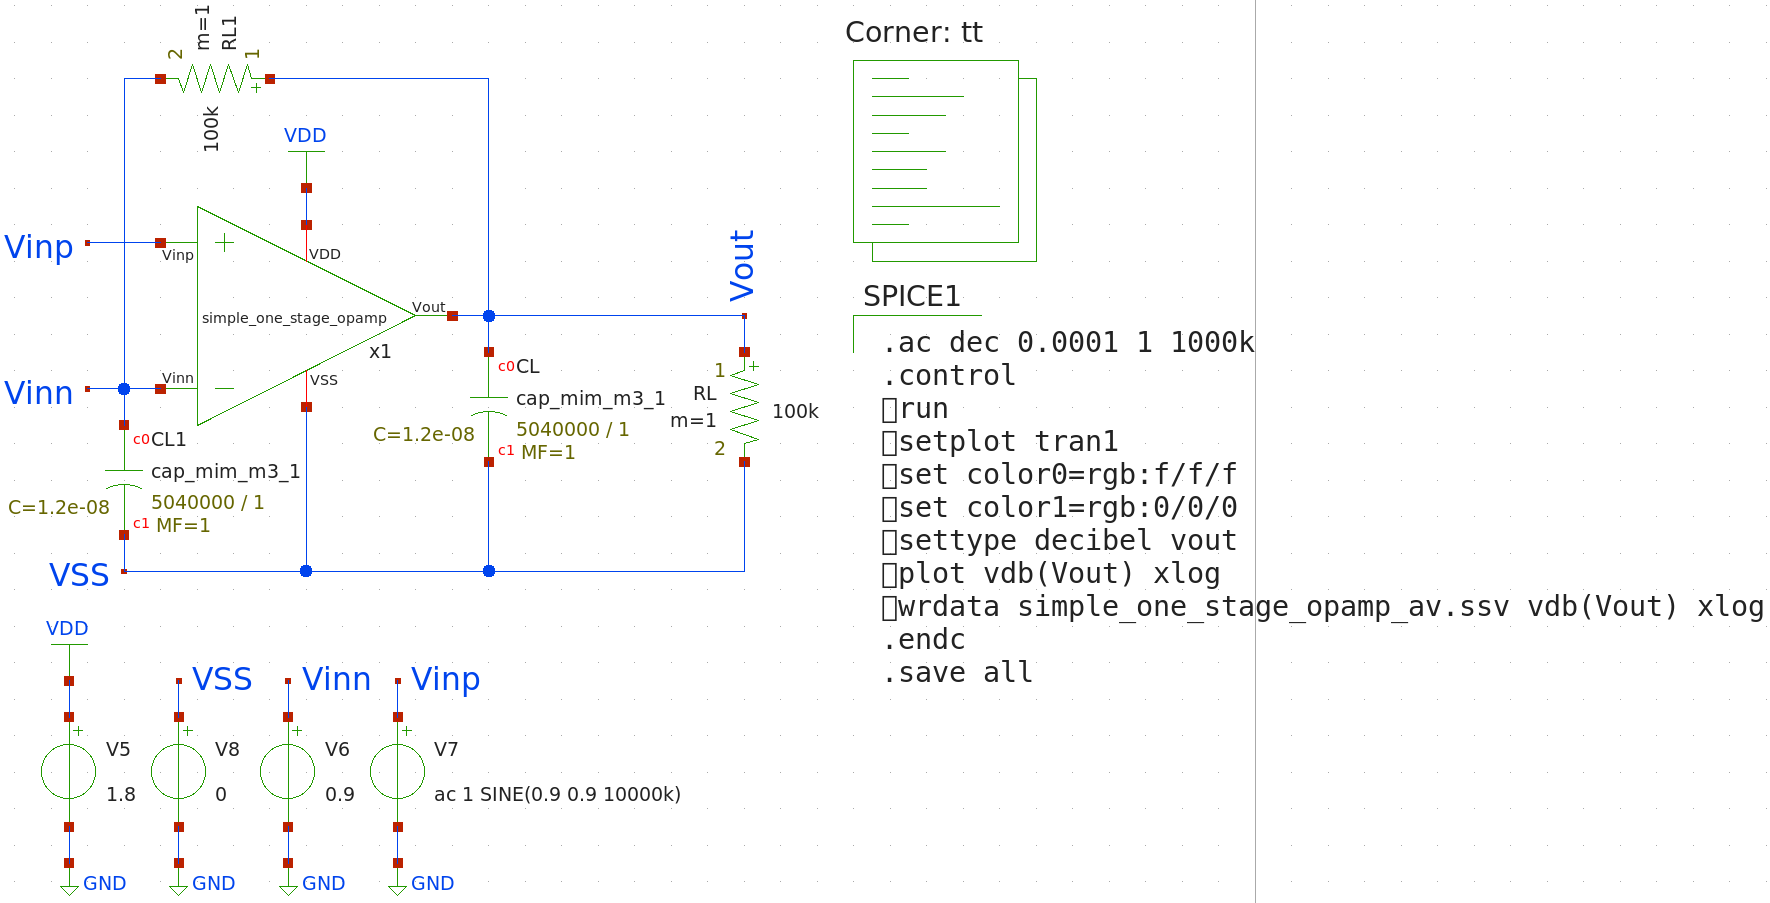 m=1
RL1
2
1
100k
VDD
Vinp
Vinp
VDD
simple_one_stage_opamp
Vout
x1
Vinn
Vinn
VSS
Vout
c0 CL
cap_mim_m3_1
C=1.2e-08
5040000 / 1
c1 MF=1
1
RL
m=1
100k
2
c0 CL1
cap_mim_m3_1
C=1.2e-08
5040000 / 1
c1 MF=1
VSS
VDD
V5
1.8
GND
VSS
V8
0
GND
Vinn
V6
0.9
GND
Vinp
V7
ac 1 SINE(0.9 0.9 10000k)
GND
Corner: tt
SPICE1
.ac dec 0.0001 1 1000k
.control
run
setplot tran1
set color0=rgb:f/f/f
set color1=rgb:0/0/0
settype decibel vout
plot vdb(Vout) xlog
wrdata simple_one_stage_opamp_av.ssv vdb(Vout) xlog
.endc
.save all